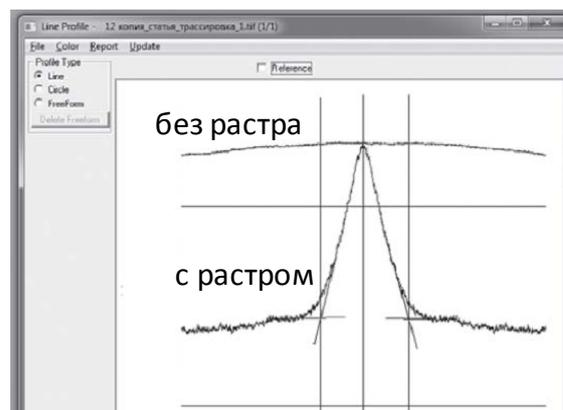 Line Profile - 12 копия_статья_трассировка_1.tif (1/1)
File Color Report Update
Profile Type
Line
Circle
FreeForm
Delete Freeform
Reference
без растра
с растром